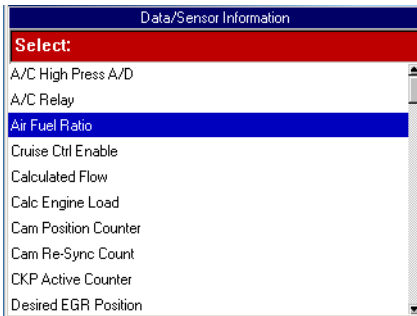 Data/Sensor Information
Select:
A/C High Press A/D
A/C Relay
Air Fuel Ratio
Cruise Ctrl Enable
Calculated Flow
Calc Engine Load
Cam Position Counter
Cam Re-Sync Count
CKP Active Counter
Desired EGR Position